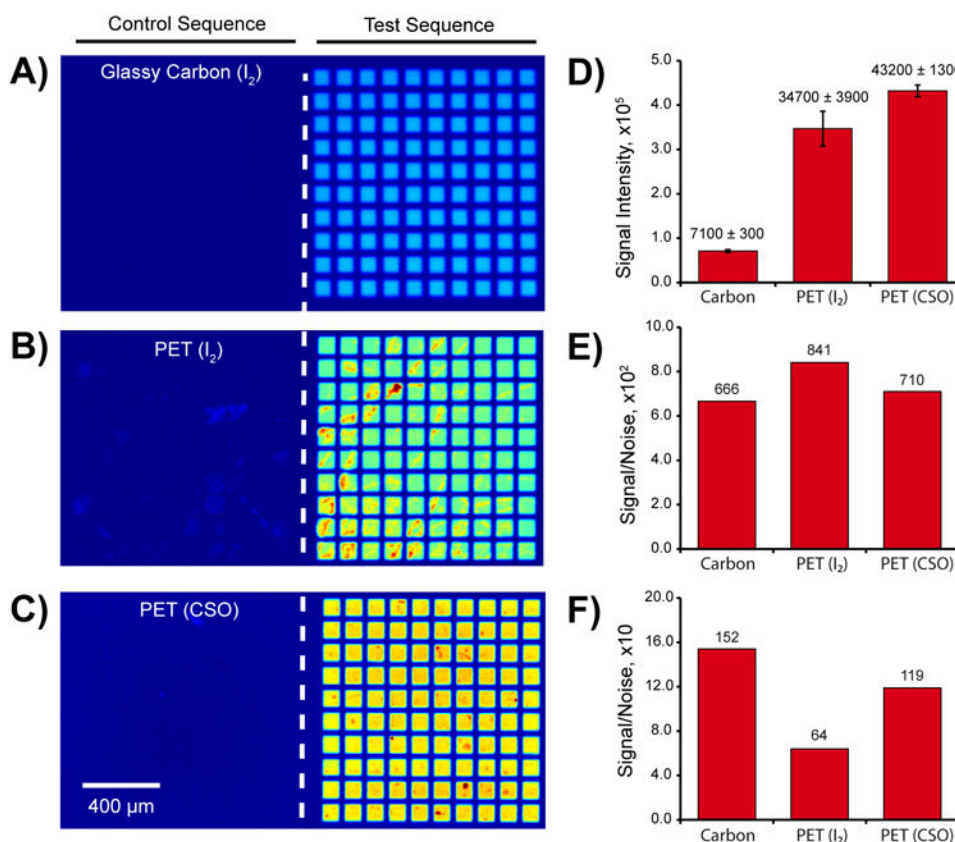 Control Sequence
Test Sequence
A)
Glassy Carbon (I₂)
B)
PET (I₂)
C)
PET (CSO)
400 µm
D)
Signal Intensity, x10⁵
5.0
4.0
3.0
2.0
1.0
0.0
7100 ± 300
34700 ± 3900
43200 ± 1300
Carbon
PET (I₂)
PET (CSO)
E)
Signal/Noise, x10²
10.0
8.0
6.0
4.0
2.0
0.0
666
841
710
Carbon
PET (I₂)
PET (CSO)
F)
Signal/Noise, x10
20.0
16.0
12.0
8.0
4.0
0.0
152
64
119
Carbon
PET (I₂)
PET (CSO)